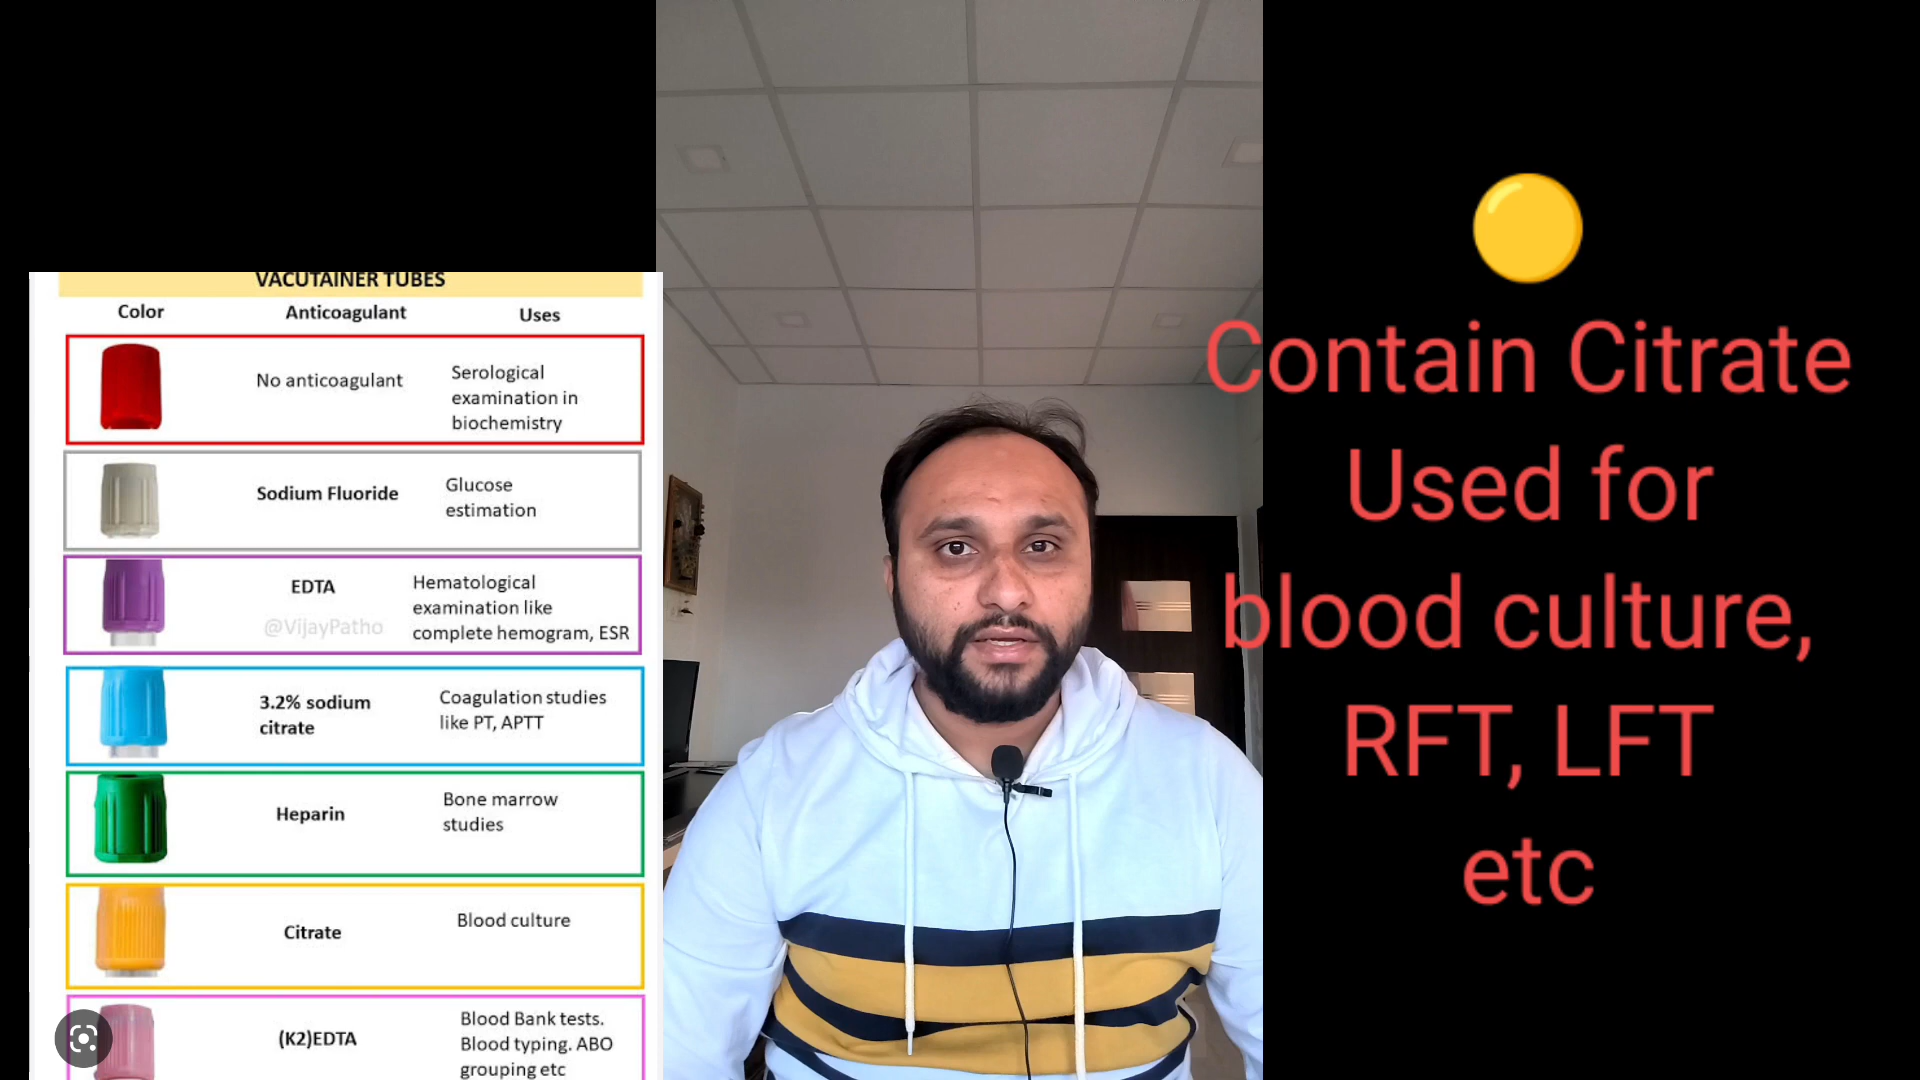 VACUTAINER TUBES
Color Anticoagulant Uses
No anticoagulant
Serological
examination in
biochemistry
Sodium Fluoride
Glucose
estimation
EDTA
@VijayPatho
Hematological
examination like
complete hemogram, ESR
3.2% sodium
citrate
Coagulation studies
like PT, APTT
Heparin
Bone marrow
studies
Citrate
Blood culture
(K2)EDTA
Blood Bank tests.
Blood typing. ABO
grouping etc
Contain Citrate
Used for
blood culture,
RFT, LFT
etc